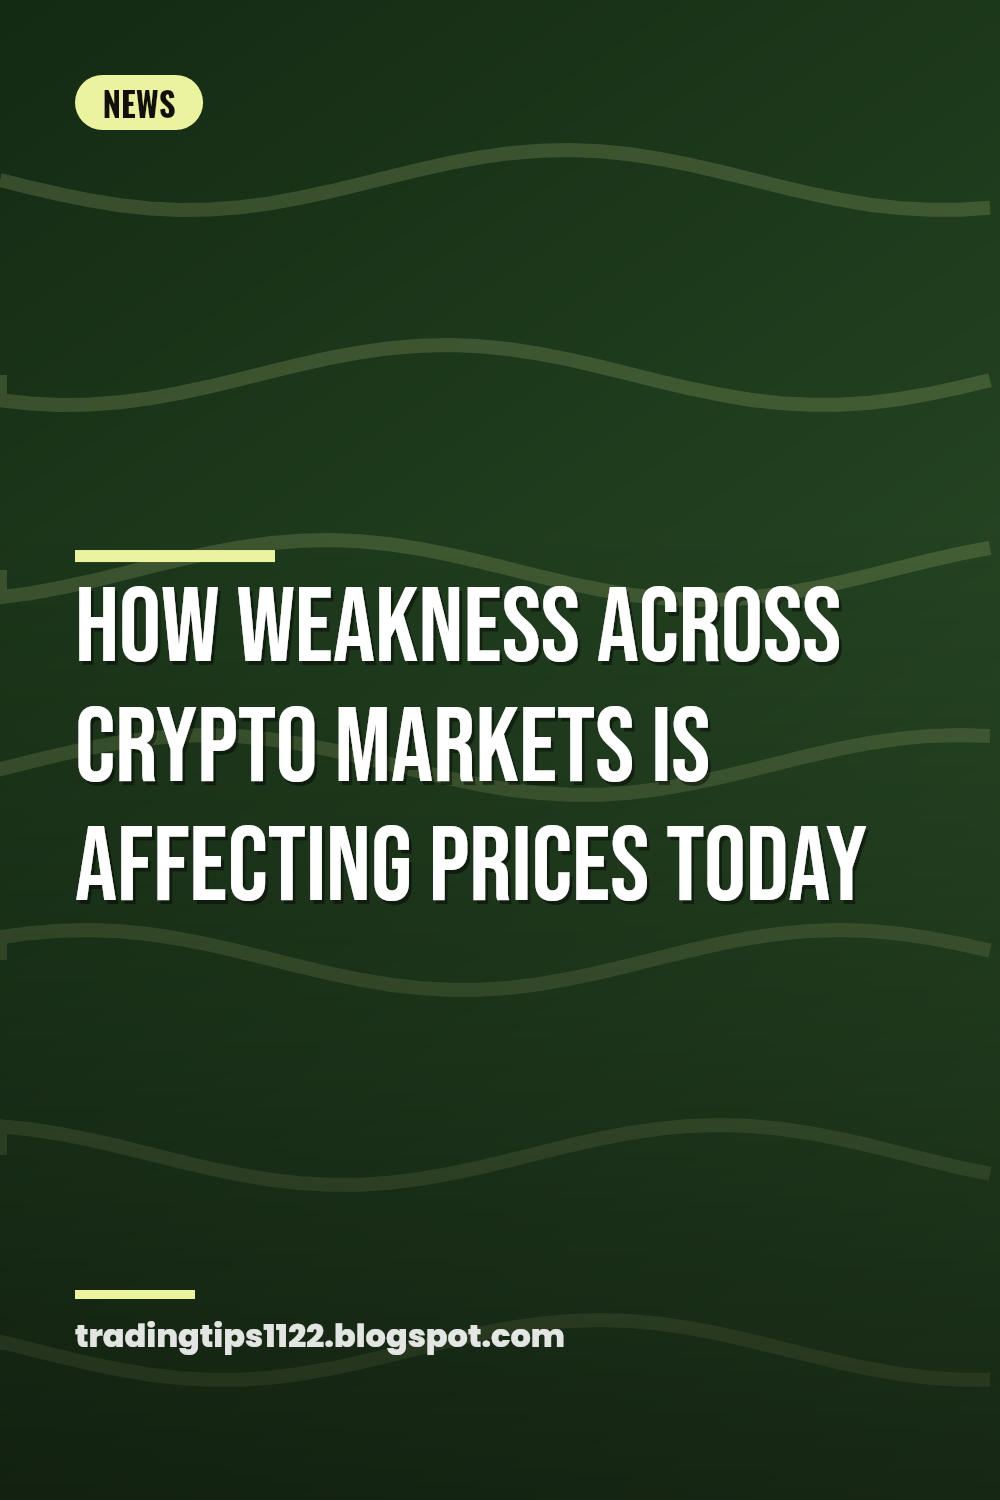 NEWS
HOW WEAKNESS ACROSS
CRYPTO MARKETS IS
AFFECTING PRICES TODAY
tradingtips1122.blogspot.com